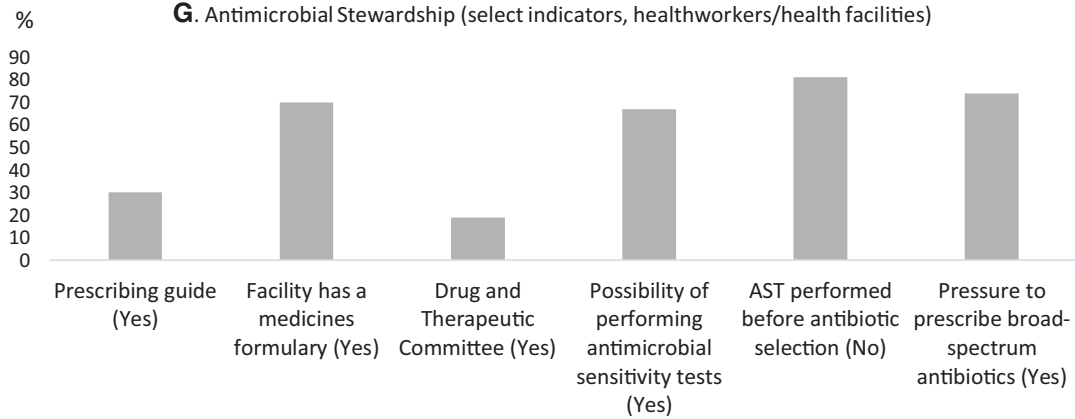 G. Antimicrobial Stewardship (select indicators, healthworkers/health facilities)
%
90
80
70
60
50
40
30
20
10
0
Prescribing guide
(Yes)
Facility has a
medicines
formulary (Yes)
Drug and
Therapeutic
Committee (Yes)
Possibility of
performing
antimicrobial
sensitivity tests
(Yes)
AST performed
before antibiotic
selection (No)
Pressure to
prescribe broad-
spectrum
antibiotics (Yes)